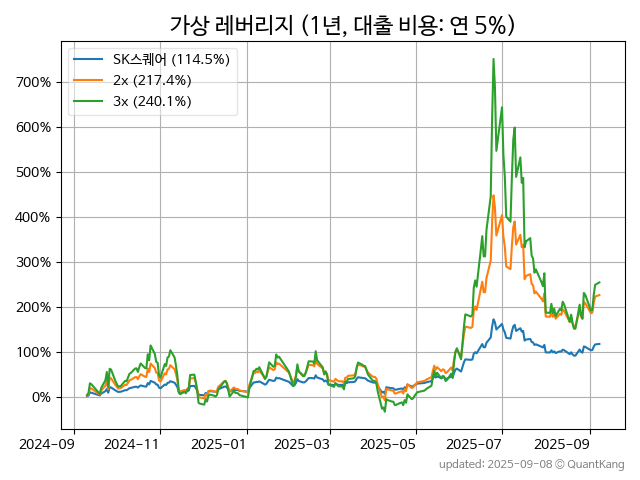 가상 레버리지 (1년, 대출 비용: 연 5%)
SK스퀘어 (114.5%)
2x (217.4%)
3x (240.1%)
700%
600%
500%
400%
300%
200%
100%
0%
2024-09 2024-11 2025-01 2025-03 2025-05 2025-07 2025-09
updated: 2025-09-08 © QuantKang